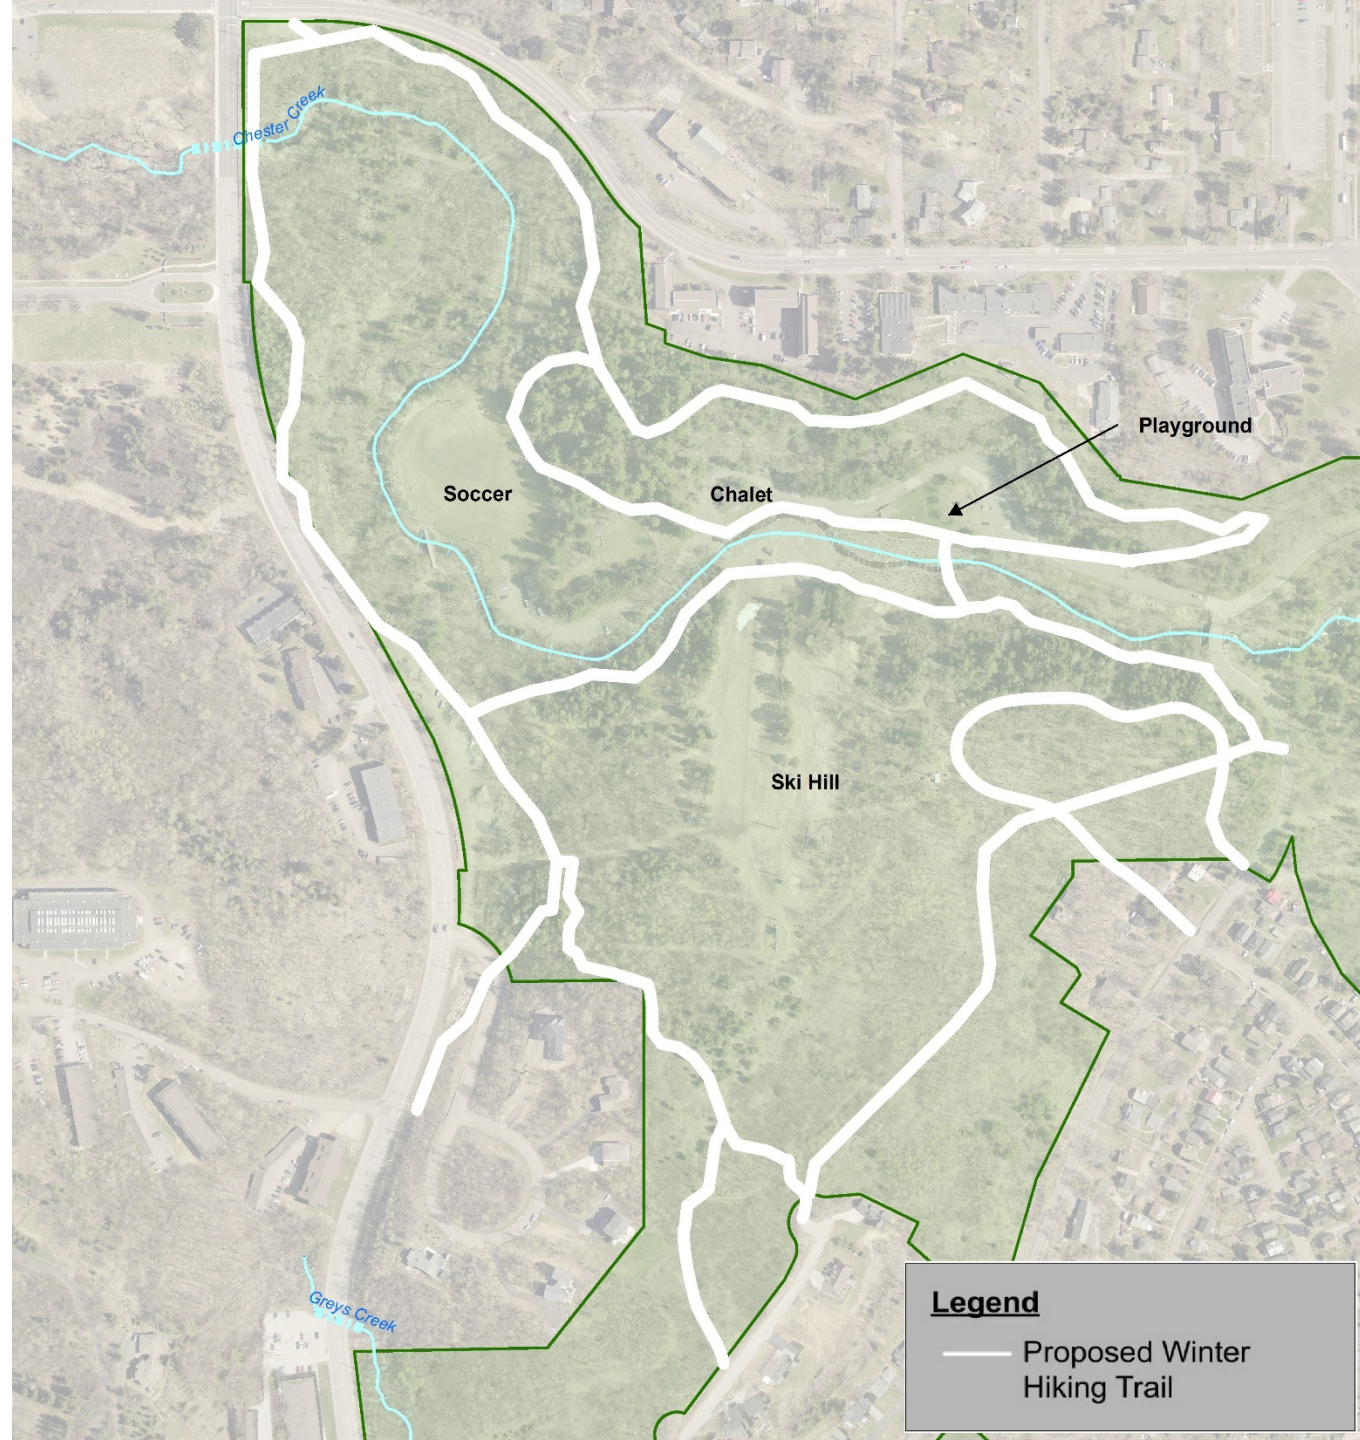 Chester Creek
Playground
Soccer
Chalet
Ski Hill
Greys Creek
Legend
Proposed Winter
Hiking Trail